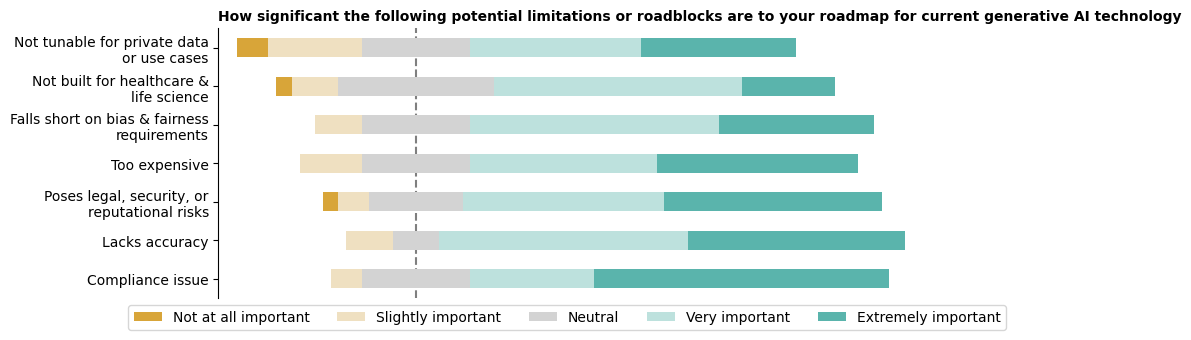 How significant the following potential limitations or roadblocks are to your roadmap for current generative AI technology
Not tunable for private data
or use cases
Not built for healthcare &
life science
Falls short on bias & fairness
requirements
Too expensive
Poses legal, security, or
reputational risks
Lacks accuracy
Compliance issue
Not at all important
Slightly important
Neutral
Very important
Extremely important